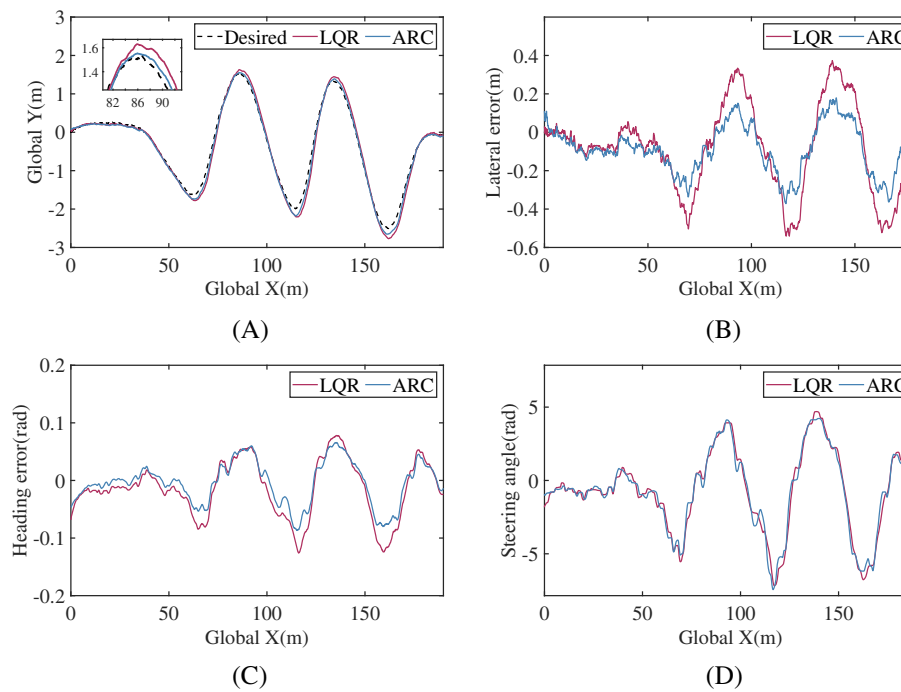 3
2
1
0
-1
-2
-3
Global Y(m)
1.6
1.4
82 86 90
Desired LQR ARC
0 50 100 150
Global X(m)
(A)
0.4
0.2
0
0.2
0.4
-0.6
Lateral error(m)
LQR ARC
0 50 100 150
Global X(m)
(B)
0.2
0.1
0
-0.1
-0.2
Heading error(rad)
LQR ARC
0 50 100 150
Global X(m)
(C)
5
0
-5
Steering angle(rad)
LQR ARC
0 50 100 150
Global X(m)
(D)